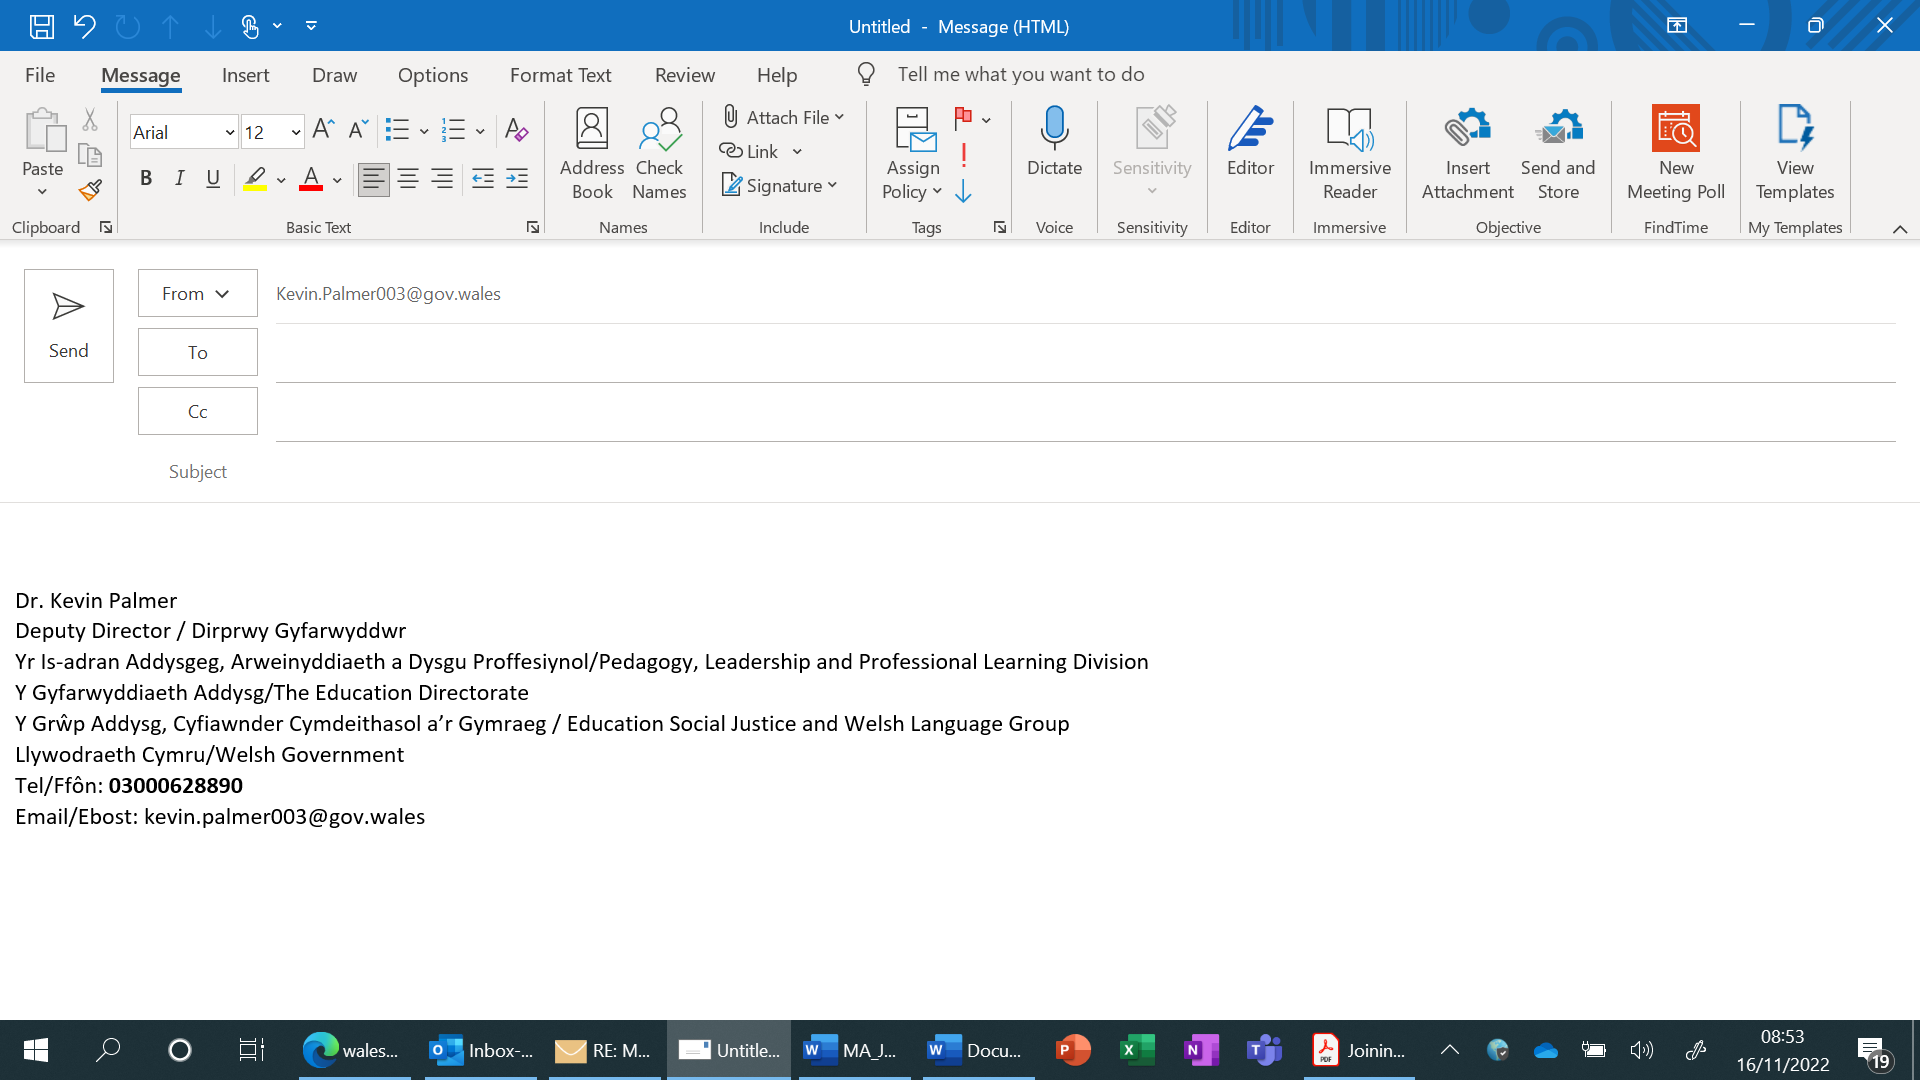 Untitled - Message (HTML)
File Message Insert Draw Options Format Text Review Help Tell me what you want to do
Paste
Arial 12
B I U
Address Book
Check Names
Attach File
Link
Signature
Assign Policy
Dictate
Sensitivity
Editor
Immersive Reader
Insert Attachment
Send and Store
New Meeting Poll
View Templates
Clipboard Basic Text Names Include Tags Voice Sensitivity Editor Immersive Objective FindTime My Templates
Send
From Kevin.Palmer003@gov.wales
To
Cc
Subject
Dr. Kevin Palmer
Deputy Director / Dirprwy Gyfarwyddwr
Yr Is-adran Addysgeg, Arweinyddiaeth a Dysgu Proffesiynol/Pedagogy, Leadership and Professional Learning Division
Y Gyfarwyddiaeth Addysg/The Education Directorate
Y Grŵp Addysg, Cyfiawnder Cymdeithasol a’r Gymraeg / Education Social Justice and Welsh Language Group
Llywodraeth Cymru/Welsh Government
Tel/Ffôn: 03000628890
Email/Ebost: kevin.palmer003@gov.wales
wales... Inbox-... RE: M... Untitle... MA_J... Docu... Joinin... 08:53
16/11/2022 19